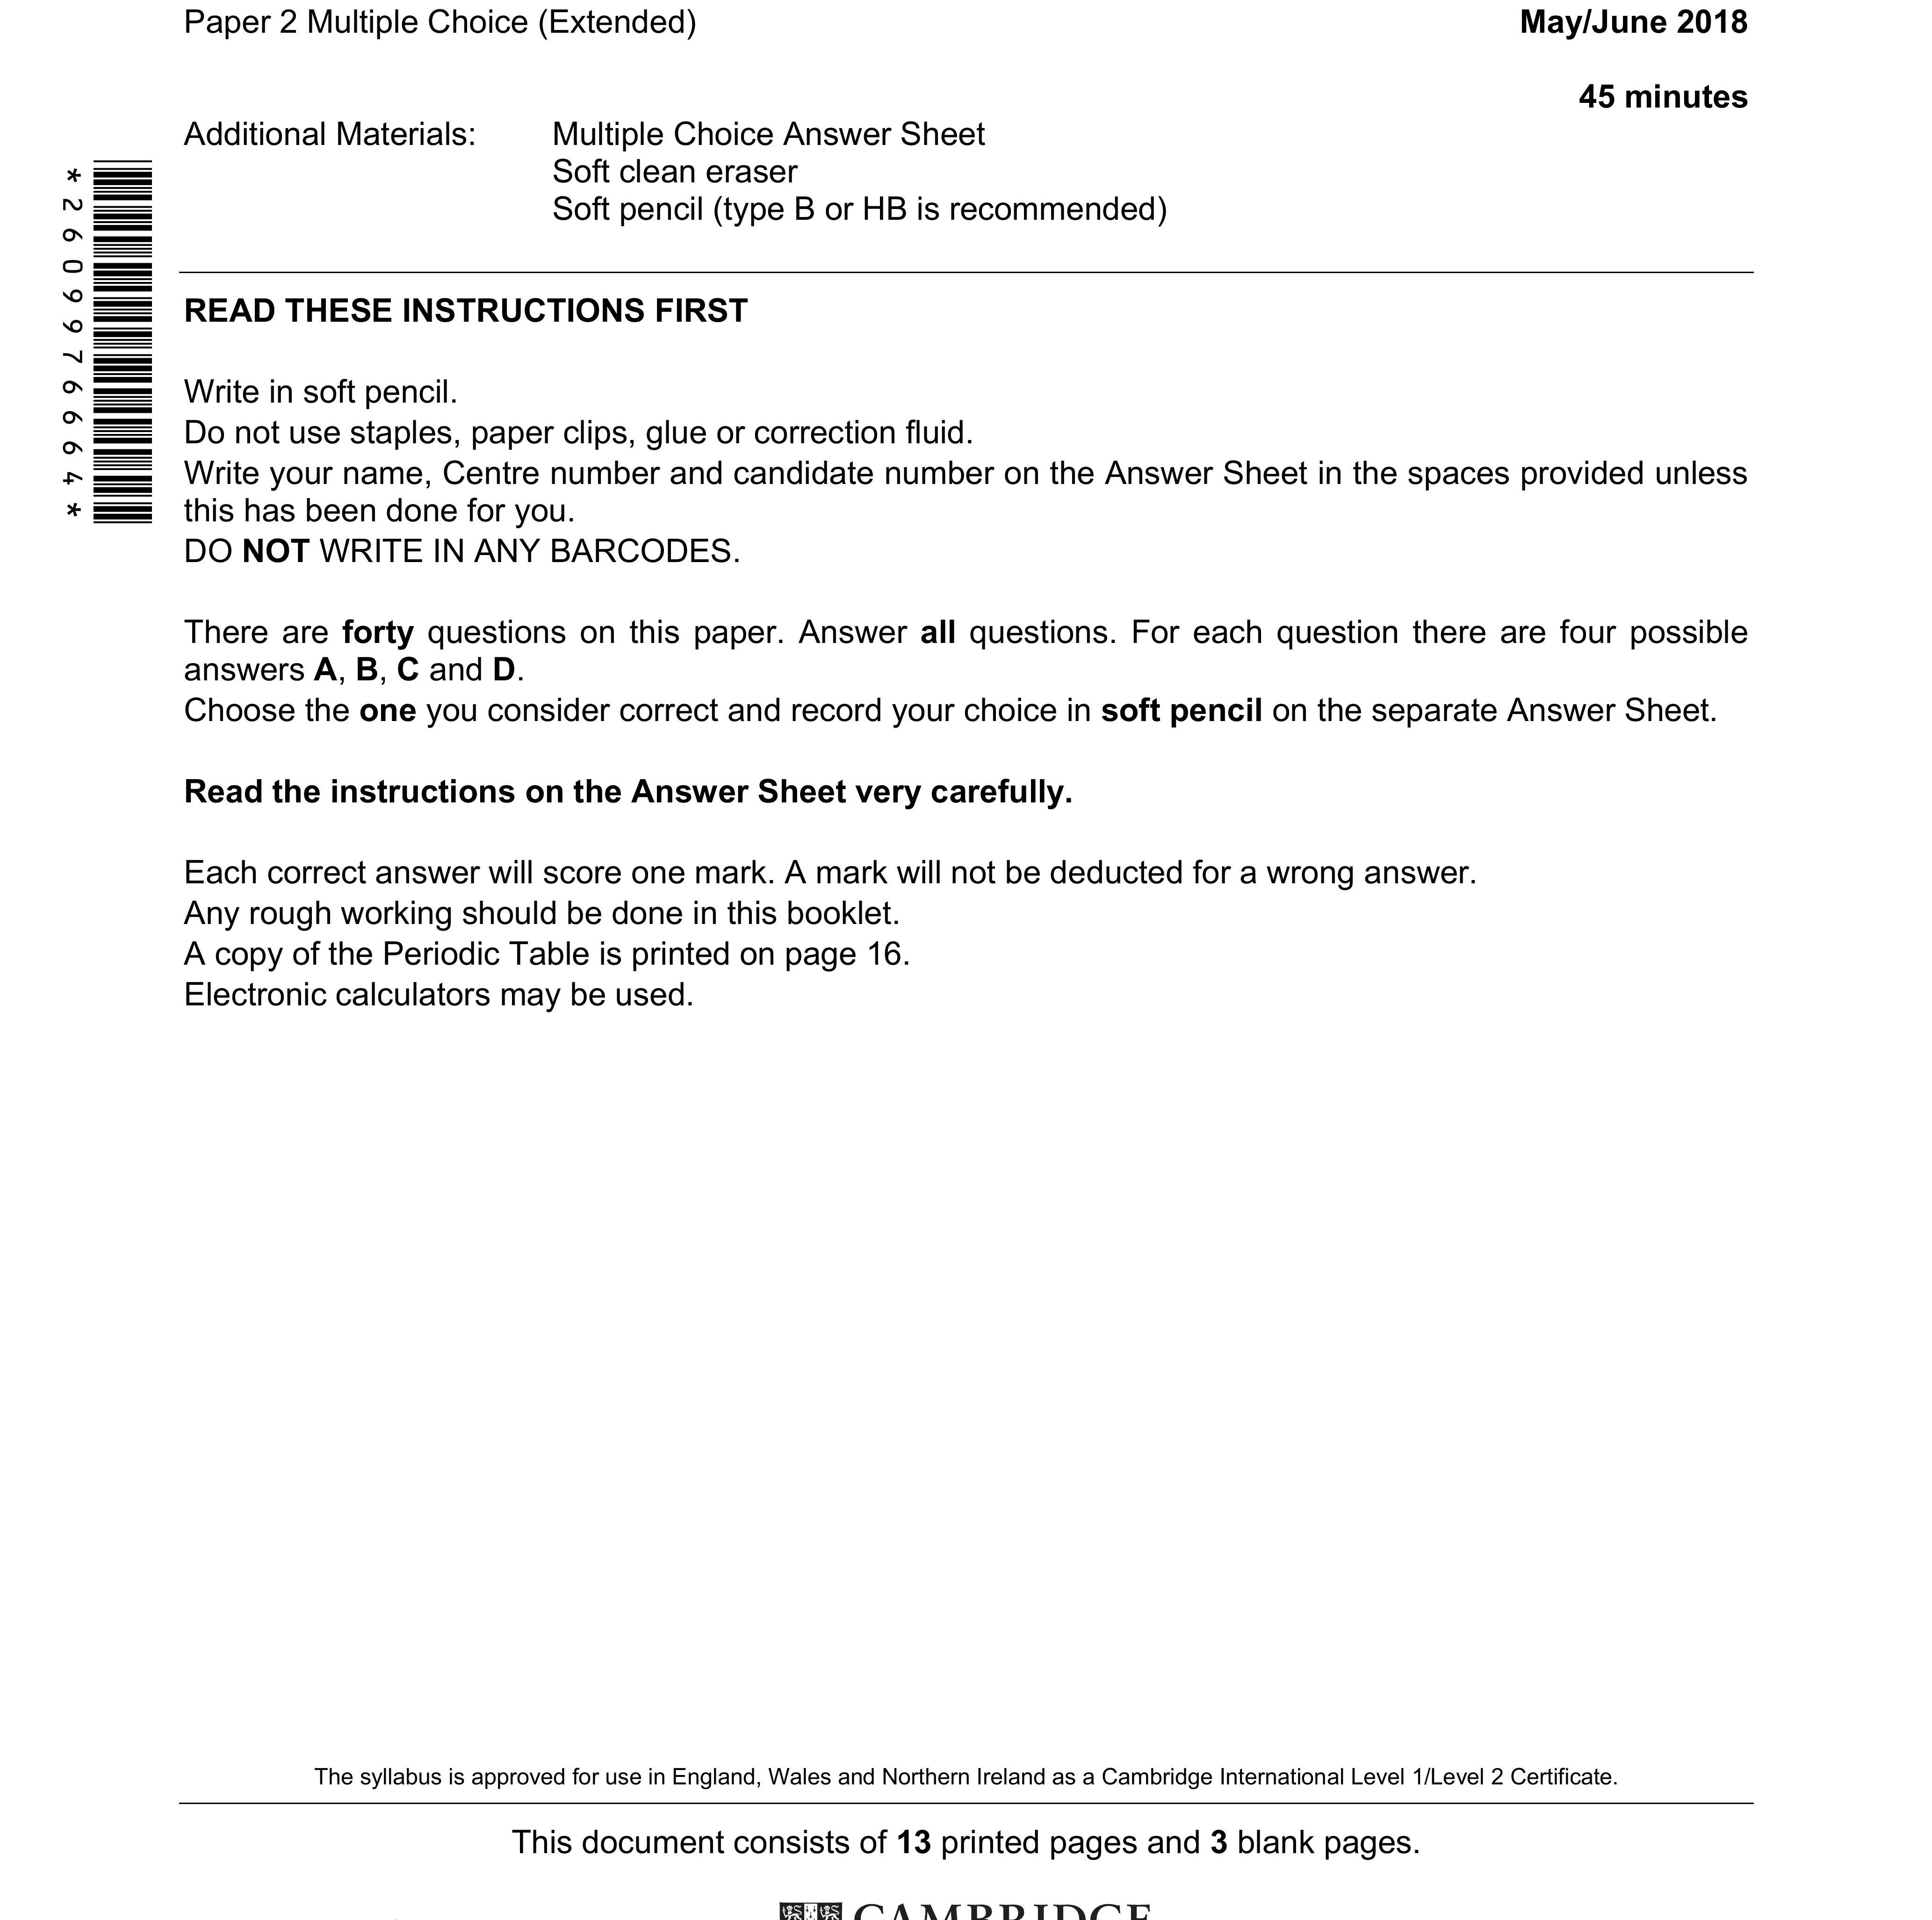 Paper 2 Multiple Choice (Extended) May/June 2018
45 minutes
Additional Materials: Multiple Choice Answer Sheet
Soft clean eraser
Soft pencil (type B or HB is recommended)
*2609976664*
READ THESE INSTRUCTIONS FIRST
Write in soft pencil.
Do not use staples, paper clips, glue or correction fluid.
Write your name, Centre number and candidate number on the Answer Sheet in the spaces provided unless
this has been done for you.
DO NOT WRITE IN ANY BARCODES.
There are forty questions on this paper. Answer all questions. For each question there are four possible
answers A, B, C and D.
Choose the one you consider correct and record your choice in soft pencil on the separate Answer Sheet.
Read the instructions on the Answer Sheet very carefully.
Each correct answer will score one mark. A mark will not be deducted for a wrong answer.
Any rough working should be done in this booklet.
A copy of the Periodic Table is printed on page 16.
Electronic calculators may be used.
The syllabus is approved for use in England, Wales and Northern Ireland as a Cambridge International Level 1/Level 2 Certificate.
This document consists of 13 printed pages and 3 blank pages.
CAMBRIDGE